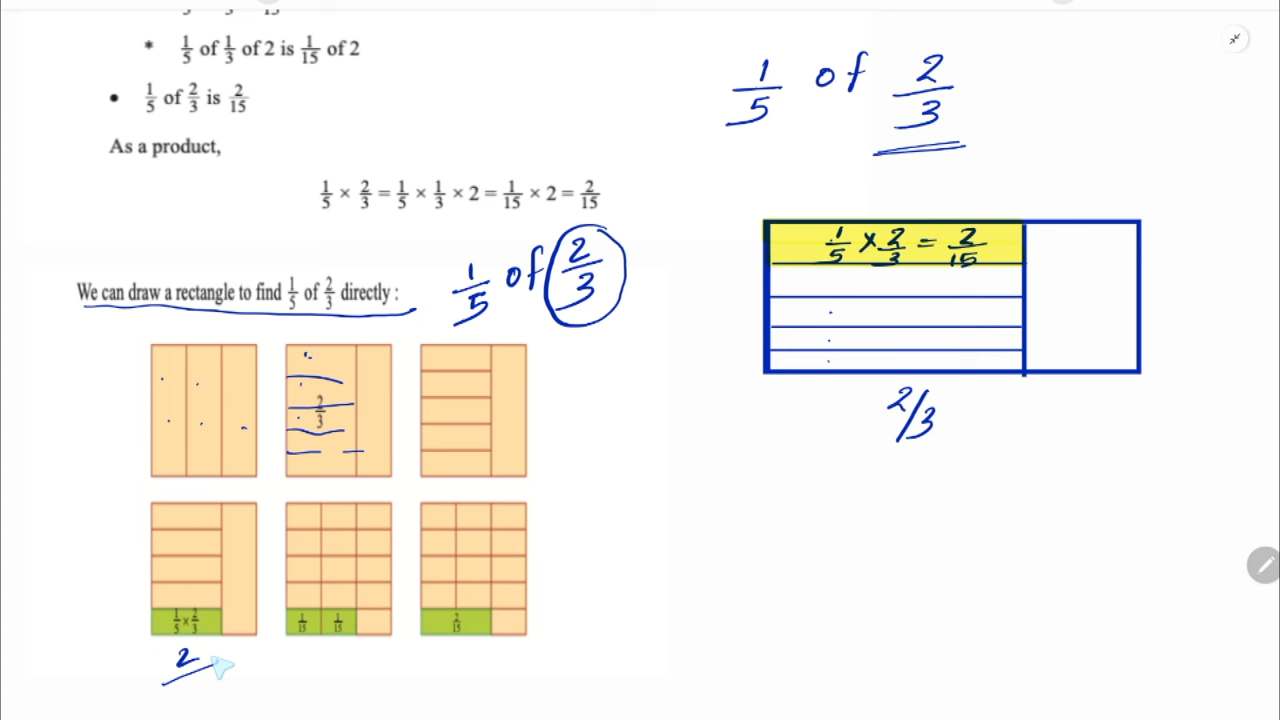 * 1/5 of 1/3 of 2 is 1/15 of 2
• 1/5 of 2/3 is 2/15
As a product,
1/5 × 2/3 = 1/5 × 1/3 × 2 = 1/15 × 2 = 2/15
We can draw a rectangle to find 1/5 of 2/3 directly :
1/5 of 2/3
2/3
1/5 × 2/3
1/15 1/15
2/15
2
1/5 of 2/3
1/5 × 2/3 = 2/15
2/3